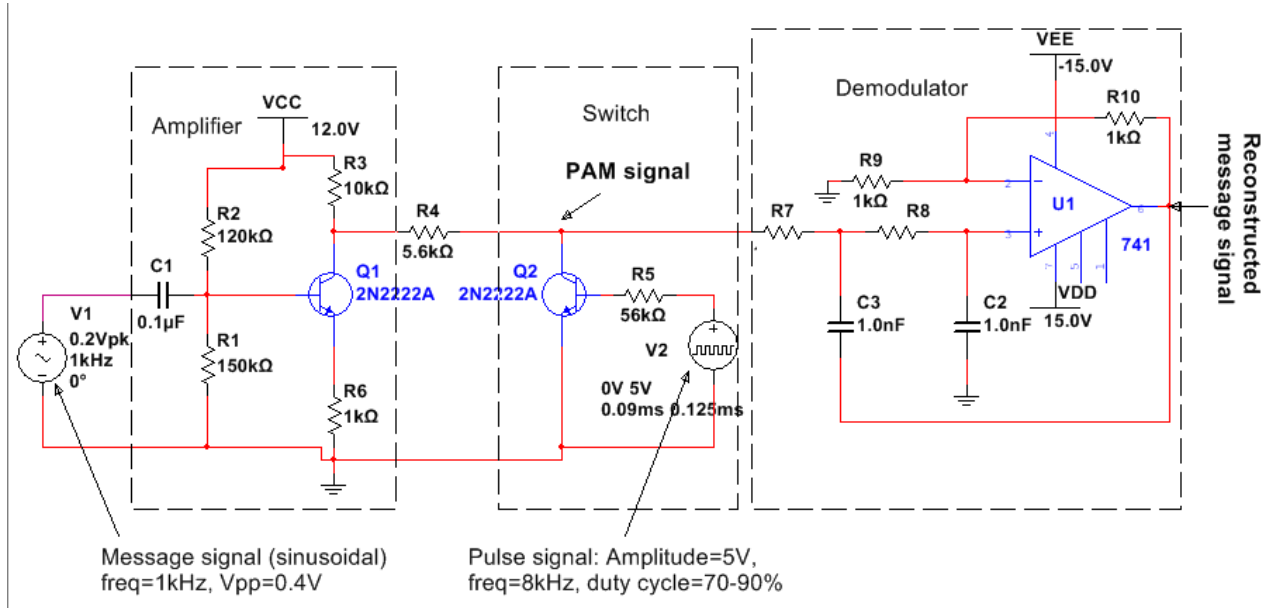 Amplifier
VCC
12.0V
R3
10kΩ
R2
120kΩ
C1
0.1µF
V1
0.2Vpk
1kHz
0°
R1
150kΩ
Q1
2N2222A
R6
1kΩ
R4
5.6kΩ
Switch
PAM signal
Q2
2N2222A
R5
56kΩ
V2
0V 5V
0.09ms 0.125ms
Demodulator
VEE
-15.0V
R10
1kΩ
R9
1kΩ
R7
R8
U1
741
2
3
4
6
7
5
1
VDD
15.0V
C3
1.0nF
C2
1.0nF
Reconstructed
message signal
Message signal (sinusoidal)
freq=1kHz, Vpp=0.4V
Pulse signal: Amplitude=5V,
freq=8kHz, duty cycle=70-90%